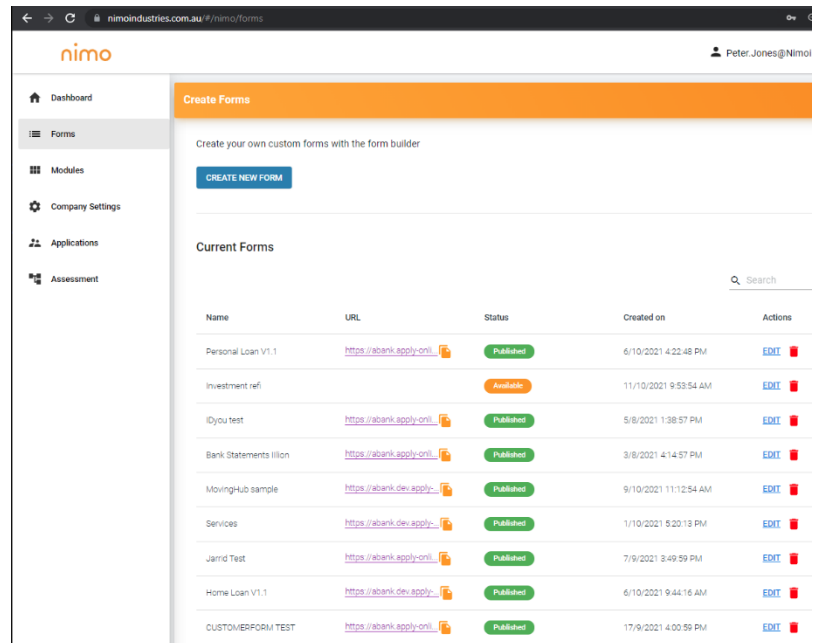 nimoindustries.com.au/#/nimo/forms
nimo
Peter.Jones@Nimoi
Dashboard
Create Forms
Forms
Create your own custom forms with the form builder
Modules
CREATE NEW FORM
Company Settings
Applications
Current Forms
Assessment
Search
Name URL Status Created on Actions
Personal Loan V1.1 https://abank.apply-onli... Published 6/10/2021 4:22:48 PM EDIT
Investment refi Available 11/10/2021 9:53:54 AM EDIT
IDyou test https://abank.apply-onli... Published 5/8/2021 1:38:57 PM EDIT
Bank Statements Illion https://abank.apply-onli... Published 3/8/2021 4:14:57 PM EDIT
MovingHub sample https://abank.dev.apply-... Published 9/10/2021 11:12:54 AM EDIT
Services https://abank.dev.apply-... Published 1/10/2021 5:20:13 PM EDIT
Jarrid Test https://abank.apply-onli... Published 7/9/2021 3:49:59 PM EDIT
Home Loan V1.1 https://abank.dev.apply-... Published 6/10/2021 9:44:16 AM EDIT
CUSTOMERFORM TEST https://abank.apply-onli... Published 17/9/2021 4:00:59 PM EDIT